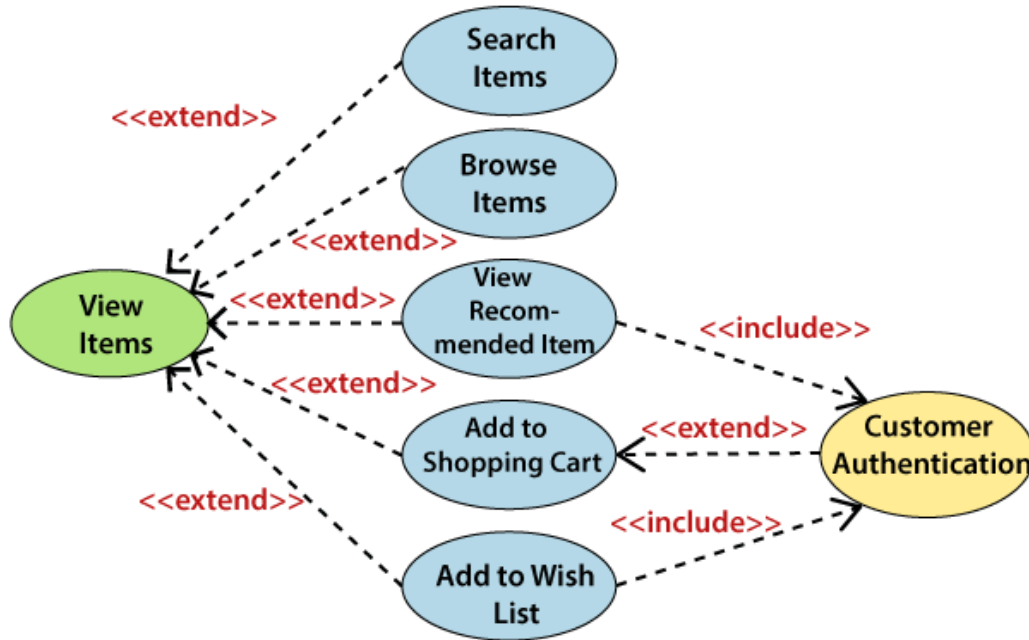 Search
Items
<<extend>>
Browse
Items
<<extend>>
View
Items
<<extend>>
View
Recom-
mended Item
<<include>>
<<extend>>
Add to
Shopping Cart
<<extend>>
Customer
Authentication
<<extend>>
<<include>>
Add to Wish
List